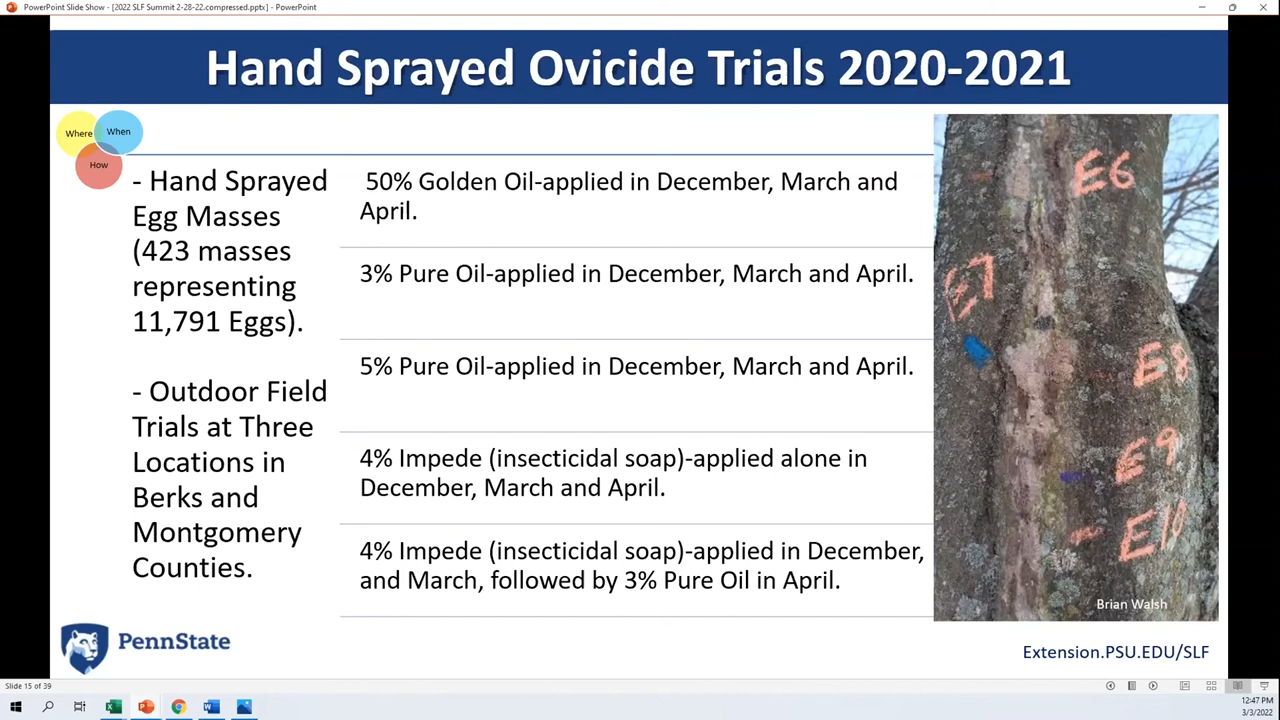 PowerPoint Slide Show - [2022 SLF Summit 2-28-22.compressed.pptx] - PowerPoint
Hand Sprayed Ovicide Trials 2020-2021
Where
When
How
- Hand Sprayed
Egg Masses
(423 masses
representing
11,791 Eggs).
- Outdoor Field
Trials at Three
Locations in
Berks and
Montgomery
Counties.
50% Golden Oil-applied in December, March and
April.
3% Pure Oil-applied in December, March and April.
5% Pure Oil-applied in December, March and April.
4% Impede (insecticidal soap)-applied alone in
December, March and April.
4% Impede (insecticidal soap)-applied in December,
and March, followed by 3% Pure Oil in April.
E6
E7
E8
E9
- E10
Brian Walsh
PennState
Extension.PSU.EDU/SLF
Slide 15 of 39
12:47 PM
3/3/2022